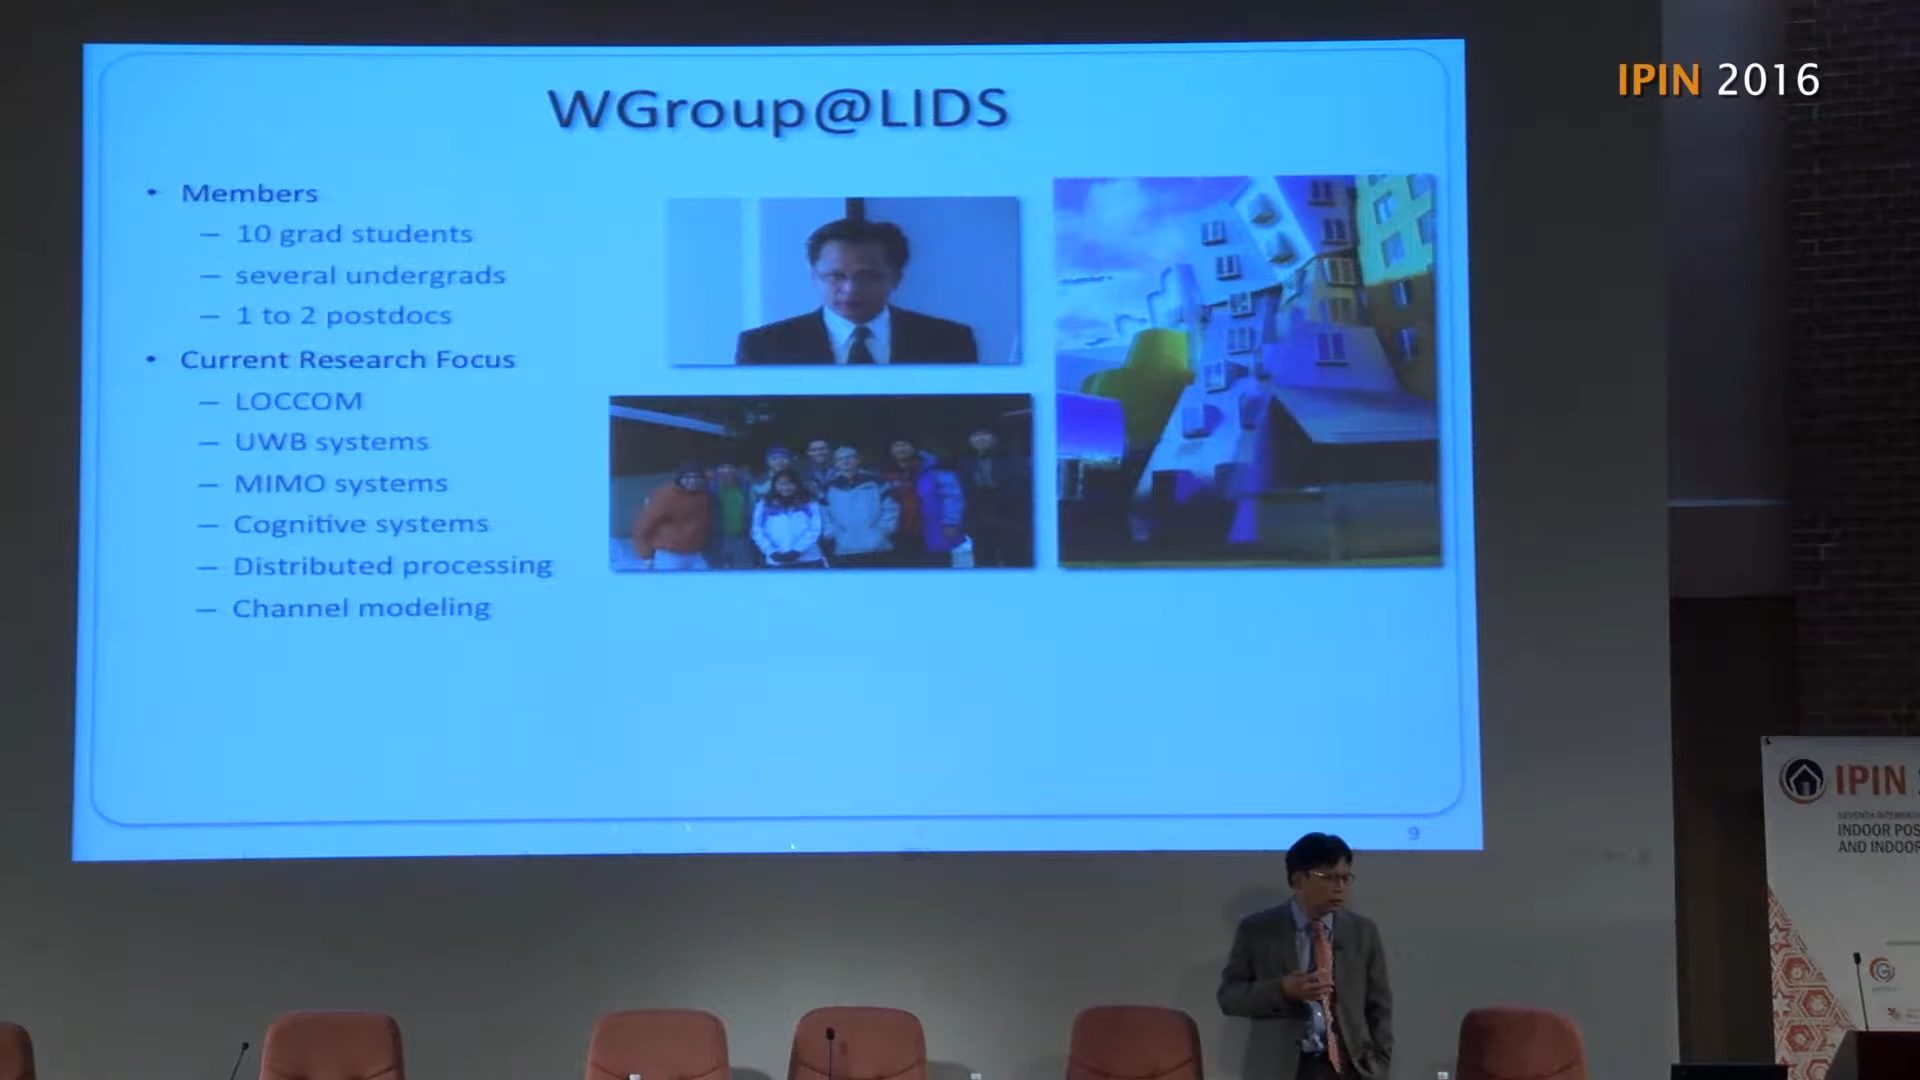 IPIN 2016
WGroup@LIDS
• Members
– 10 grad students
– several undergrads
– 1 to 2 postdocs
• Current Research Focus
– LOCCOM
– UWB systems
– MIMO systems
– Cognitive systems
– Distributed processing
– Channel modeling
9
IPIN
INDOOR POS
AND INDOOR